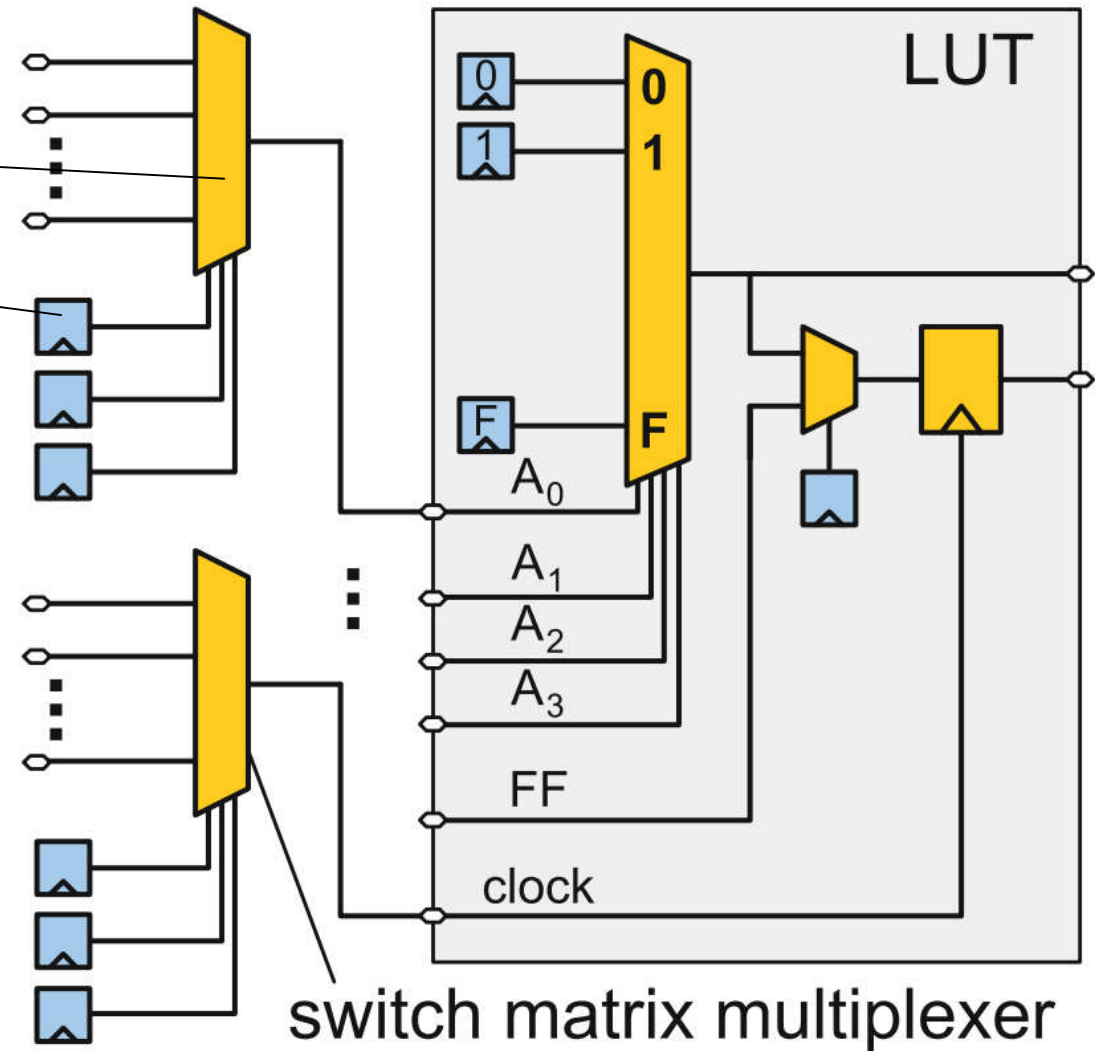 LUT
0
0
1
1
F
F
A₀
A₁
A₂
A₃
FF
clock
switch matrix multiplexer